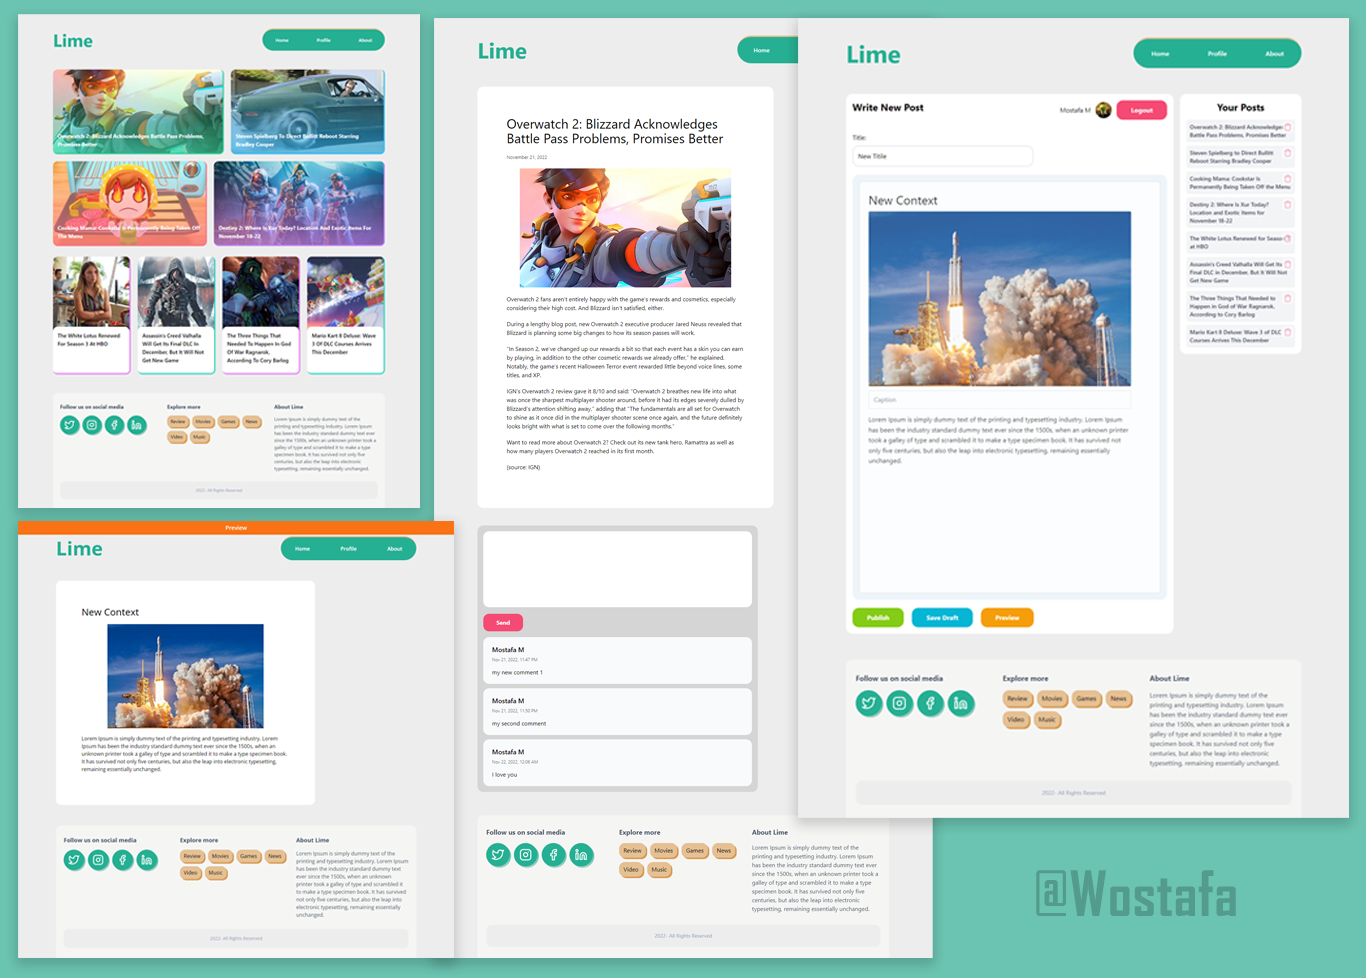 Lime
Home Profile About
Overwatch 2: Blizzard Acknowledges Battle Pass Problems,
Promises Better
Steven Spielberg To Direct Bullitt Reboot Starring
Bradley Cooper
Cooking Mama: Cookstar Is Permanently Being Taken Off
The Menu
Destiny 2: Where Is Xur Today? Location And Exotic Items For
November 18-22
The White Lotus Renewed
For Season 3 At HBO
Assassin's Creed Valhalla
Will Get Its Final DLC In
December, But It Will Not
Get New Game
The Three Things That
Needed To Happen In God
Of War Ragnarok,
According To Cory Barlog
Mario Kart 8 Deluxe: Wave
3 Of DLC Courses Arrives
This December
Follow us on social media
Explore more
Review Movies Games News
Video Music
About Lime
Lorem Ipsum is simply dummy text of the
printing and typesetting industry. Lorem Ipsum
has been the industry standard dummy text
ever since the 1500s, when an unknown
printer took a galley of type and scrambled it
to make a type specimen book. It has survived
not only five centuries, but also the leap into electronic
typesetting, remaining essentially unchanged.
2022- All Rights Reserved
Lime
Home
Overwatch 2: Blizzard Acknowledges
Battle Pass Problems, Promises Better
November 21, 2022
Overwatch 2 fans aren't entirely happy with the game's rewards and cosmetics, especially
considering their high cost. And Blizzard isn't satisfied, either.
During a lengthy blog post, new Overwatch 2 executive producer Jared Neuss revealed that
Blizzard is planning some big changes to how its season passes will work.
"In Season 2, we've changed up our rewards a bit so that each event has a skin you can earn
by playing, in addition to the other cosmetic rewards we already offer," he explained.
Notably, the game's recent Halloween Terror event rewarded little beyond voice lines, some
titles, and XP.
IGN's Overwatch 2 review gave it 8/10 and said: "Overwatch 2 breathes new life into what
was once the sharpest multiplayer shooter around, before it had its edges severely dulled by
Blizzard's attention shifting away." adding that "The fundamentals are all set for Overwatch
to shine as it once did in the multiplayer shooter scene once again, and the future definitely
looks bright with what is set to come over the following months."
Want to read more about Overwatch 2? Check out its new tank hero, Ramattra as well as
how many players Overwatch 2 reached in its first month.
(source: IGN)
Send
Mostafa M
Nov 21, 2022, 11:47 PM
my new comment 1
Mostafa M
Nov 21, 2022, 11:50 PM
my second comment
Mostafa M
Nov 22, 2022, 12:06 AM
I love you
Follow us on social media
Explore more
Review Movies Games News
Video Music
About Lime
Lorem Ipsum is simply dummy text of the
printing and typesetting industry. Lorem Ipsum
has been the industry standard dummy text
ever since the 1500s, when an unknown
printer took a galley of type and scrambled it
to make a type specimen book. It has
survived not only five centuries, but also the
leap into electronic typesetting, remaining essentially unchanged.
2022- All Rights Reserved
Lime
Home Profile About
Write New Post
Mostafa M
Logout
Title:
New Title
New Context
Caption
Lorem Ipsum is simply dummy text of the printing and typesetting industry. Lorem Ipsum
has been the industry standard dummy text ever since the 1500s, when an unknown printer
took a galley of type and scrambled it to make a type specimen book. It has survived not
only five centuries, but also the leap into electronic typesetting, remaining essentially
unchanged.
Publish
Save Draft
Preview
Your Posts
Overwatch 2: Blizzard Acknowledges
Battle Pass Problems, Promises Better
Steven Spielberg to Direct Bullitt
Reboot Starring Bradley Cooper
Cooking Mama: Cookstar Is
Permanently Being Taken Off the Menu
Destiny 2: Where Is Xur Today?
Location and Exotic Items for
November 18-22
The White Lotus Renewed for Season
at HBO
Assassin's Creed Valhalla Will Get Its
Final DLC in December, But It Will Not
Get New Game
The Three Things That Needed to
Happen in God of War Ragnarok,
According to Cory Barlog
Mario Kart 8 Deluxe: Wave 3 of DLC
Courses Arrives This December
Follow us on social media
Explore more
Review Movies Games News
Video Music
About Lime
Lorem Ipsum is simply dummy text of the
printing and typesetting industry. Lorem Ipsum
has been the industry standard dummy text
ever since the 1500s, when an unknown
printer took a galley of type and scrambled it
to make a type specimen book. It has
survived not only five centuries, but also the
leap into electronic typesetting, remaining
essentially unchanged.
2022- All Rights Reserved
Preview
Lime
Home Profile About
New Context
Lorem Ipsum is simply dummy text of the printing and typesetting industry. Lorem
Ipsum has been the industry standard dummy text ever since the 1500s, when an
unknown printer took a galley of type and scrambled it to make a type specimen book.
It has survived not only five centuries, but also the leap into electronic typesetting,
remaining essentially unchanged.
Follow us on social media
Explore more
Review Movies Games News
Video Music
About Lime
Lorem Ipsum is simply dummy text of the
printing and typesetting industry. Lorem Ipsum
has been the industry standard dummy text
ever since the 1500s, when an unknown
printer took a galley of type and scrambled it
to make a type specimen book. It has survived
not only five centuries, but also the leap into
electronic typesetting, remaining essentially
unchanged.
2022- All Rights Reserved
@Wostafa